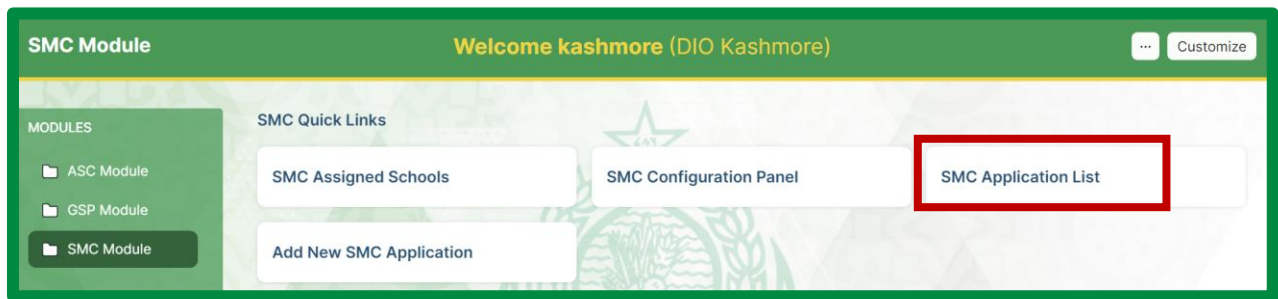 SMC Module
Welcome kashmore (DIO Kashmore)
... Customize
MODULES
ASC Module
GSP Module
SMC Module
SMC Quick Links
SMC Assigned Schools
SMC Configuration Panel
SMC Application List
Add New SMC Application